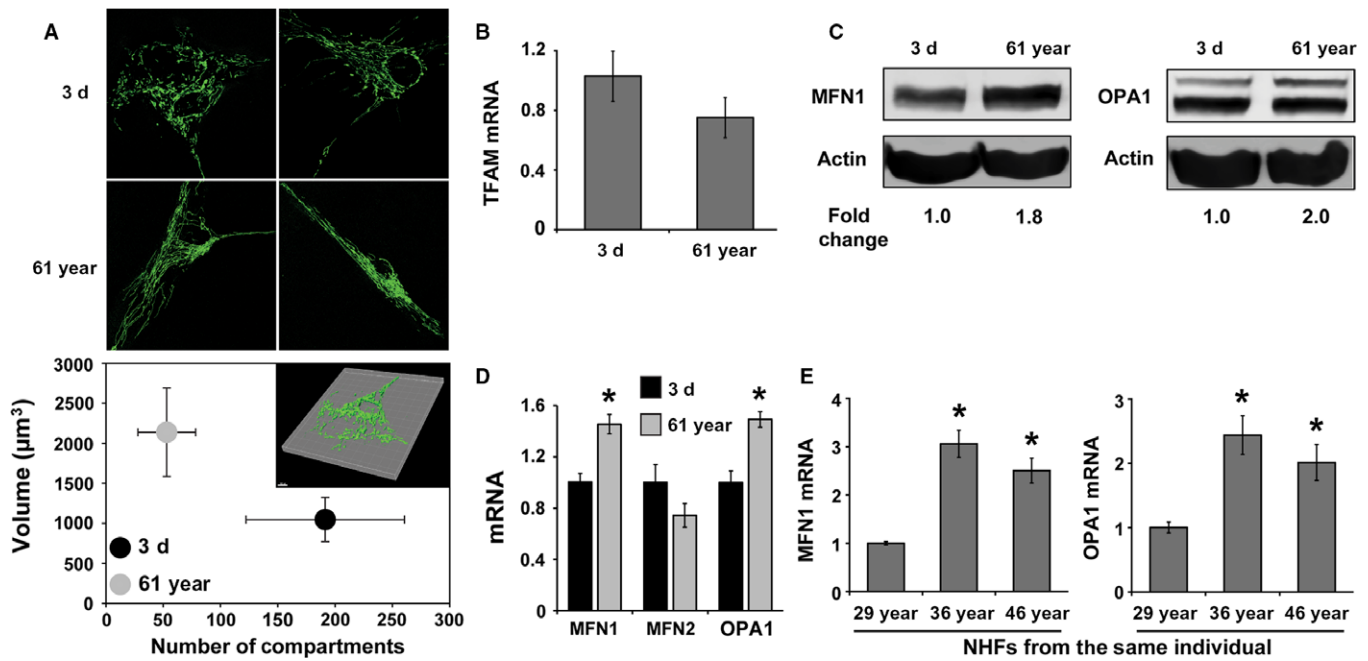 A
3 d
61 year
Volume (µm³)
3000
2500
2000
1500
1000
500
0
3 d
61 year
0 50 100 150 200 250 300
Number of compartments
B
TFAM mRNA
1.2
0.8
0.4
0
3 d 61 year
C
3 d 61 year
MFN1
Actin
Fold change 1.0 1.8
3 d 61 year
OPA1
Actin
1.0 2.0
D
3 d
61 year
mRNA
1.6
1.2
0.8
0.4
0
* *
MFN1 MFN2 OPA1
E
MFN1 mRNA
4
3
2
1
0
* *
29 year 36 year 46 year
OPA1 mRNA
3
2
1
0
* *
29 year 36 year 46 year
NHFs from the same individual